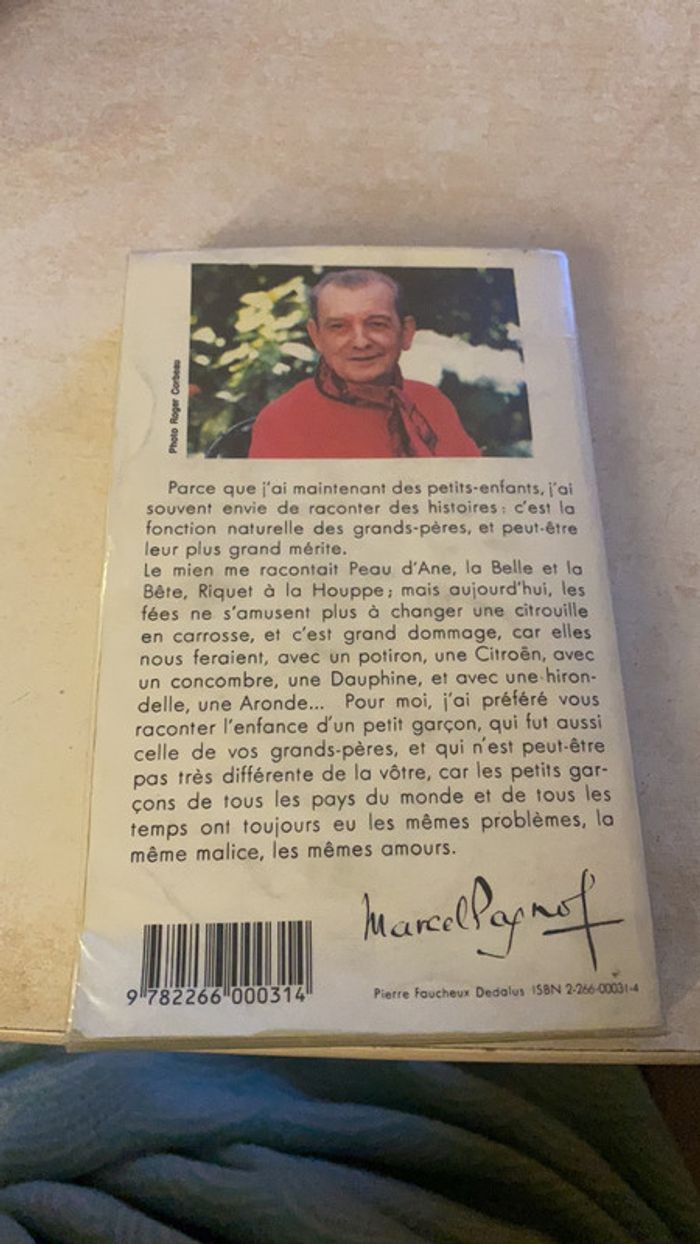 Photo Roger Corbeau
Parce que j'ai maintenant des petits-enfants, j'ai
souvent envie de raconter des histoires : c'est la
fonction naturelle des grands-pères, et peut-être
leur plus grand mérite.
Le mien me racontait Peau d'Ane, la Belle et la
Bête, Riquet à la Houppe ; mais aujourd'hui, les
fées ne s'amusent plus à changer une citrouille
en carrosse, et c'est grand dommage, car elles
nous feraient, avec un potiron, une Citroën, avec
un concombre, une Dauphine, et avec une hiron-
delle, une Aronde... Pour moi, j'ai préféré vous
raconter l'enfance d'un petit garçon, qui fut aussi
celle de vos grands-pères, et qui n'est peut-être
pas très différente de la vôtre, car les petits gar-
çons de tous les pays du monde et de tous les
temps ont toujours eu les mêmes problèmes, la
même malice, les mêmes amours.
Marcel Pagnol
9 782266 000314
Pierre Faucheux Dedalus ISBN 2-266-00031-4